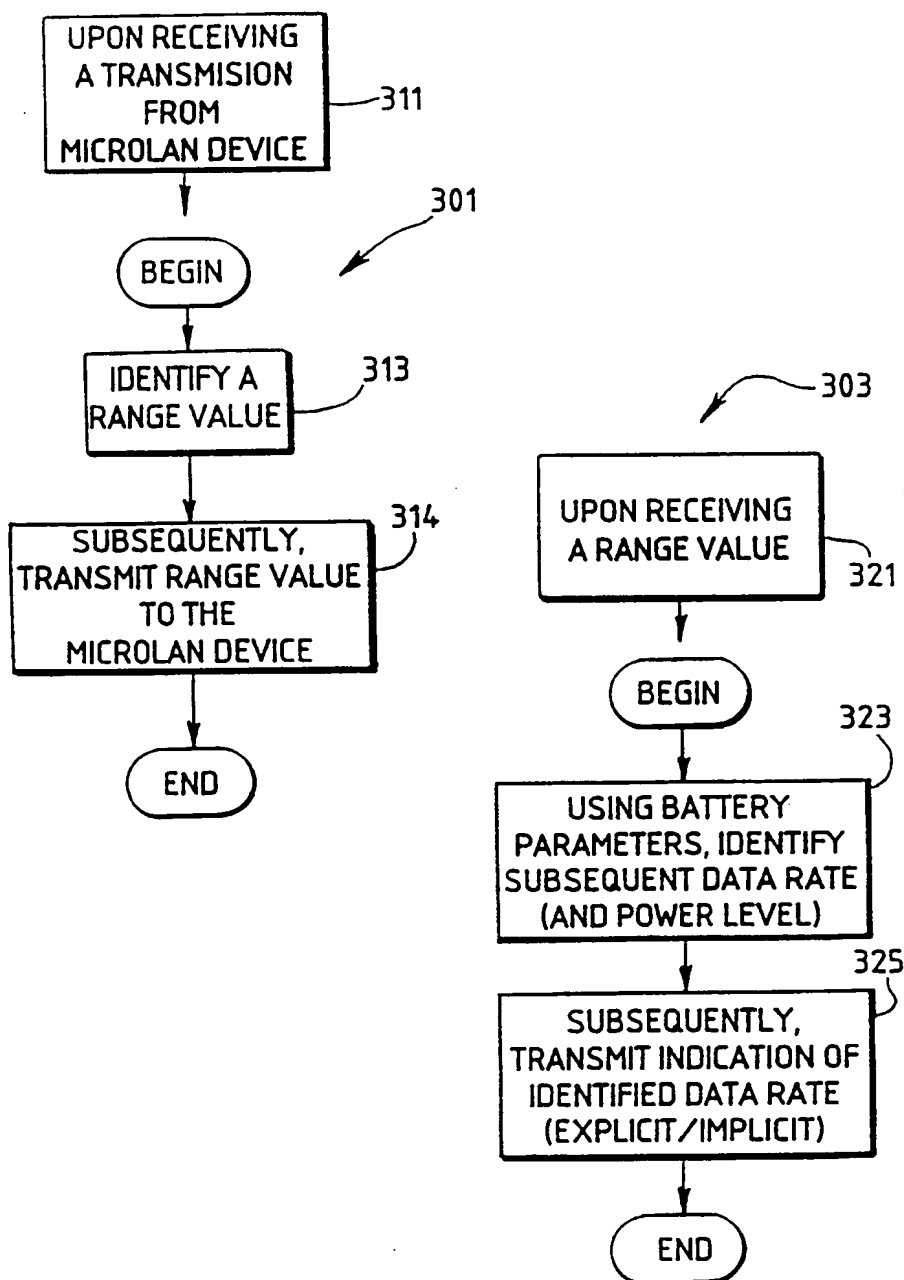 UPON RECEIVING
A TRANSMISION
FROM
MICROLAN DEVICE
311
301
BEGIN
IDENTIFY A
RANGE VALUE
313
SUBSEQUENTLY,
TRANSMIT RANGE VALUE
TO THE
MICROLAN DEVICE
314
END
303
UPON RECEIVING
A RANGE VALUE
321
BEGIN
323
USING BATTERY
PARAMETERS, IDENTIFY
SUBSEQUENT DATA RATE
(AND POWER LEVEL)
325
SUBSEQUENTLY,
TRANSMIT INDICATION OF
IDENTIFIED DATA RATE
(EXPLICIT/IMPLICIT)
END